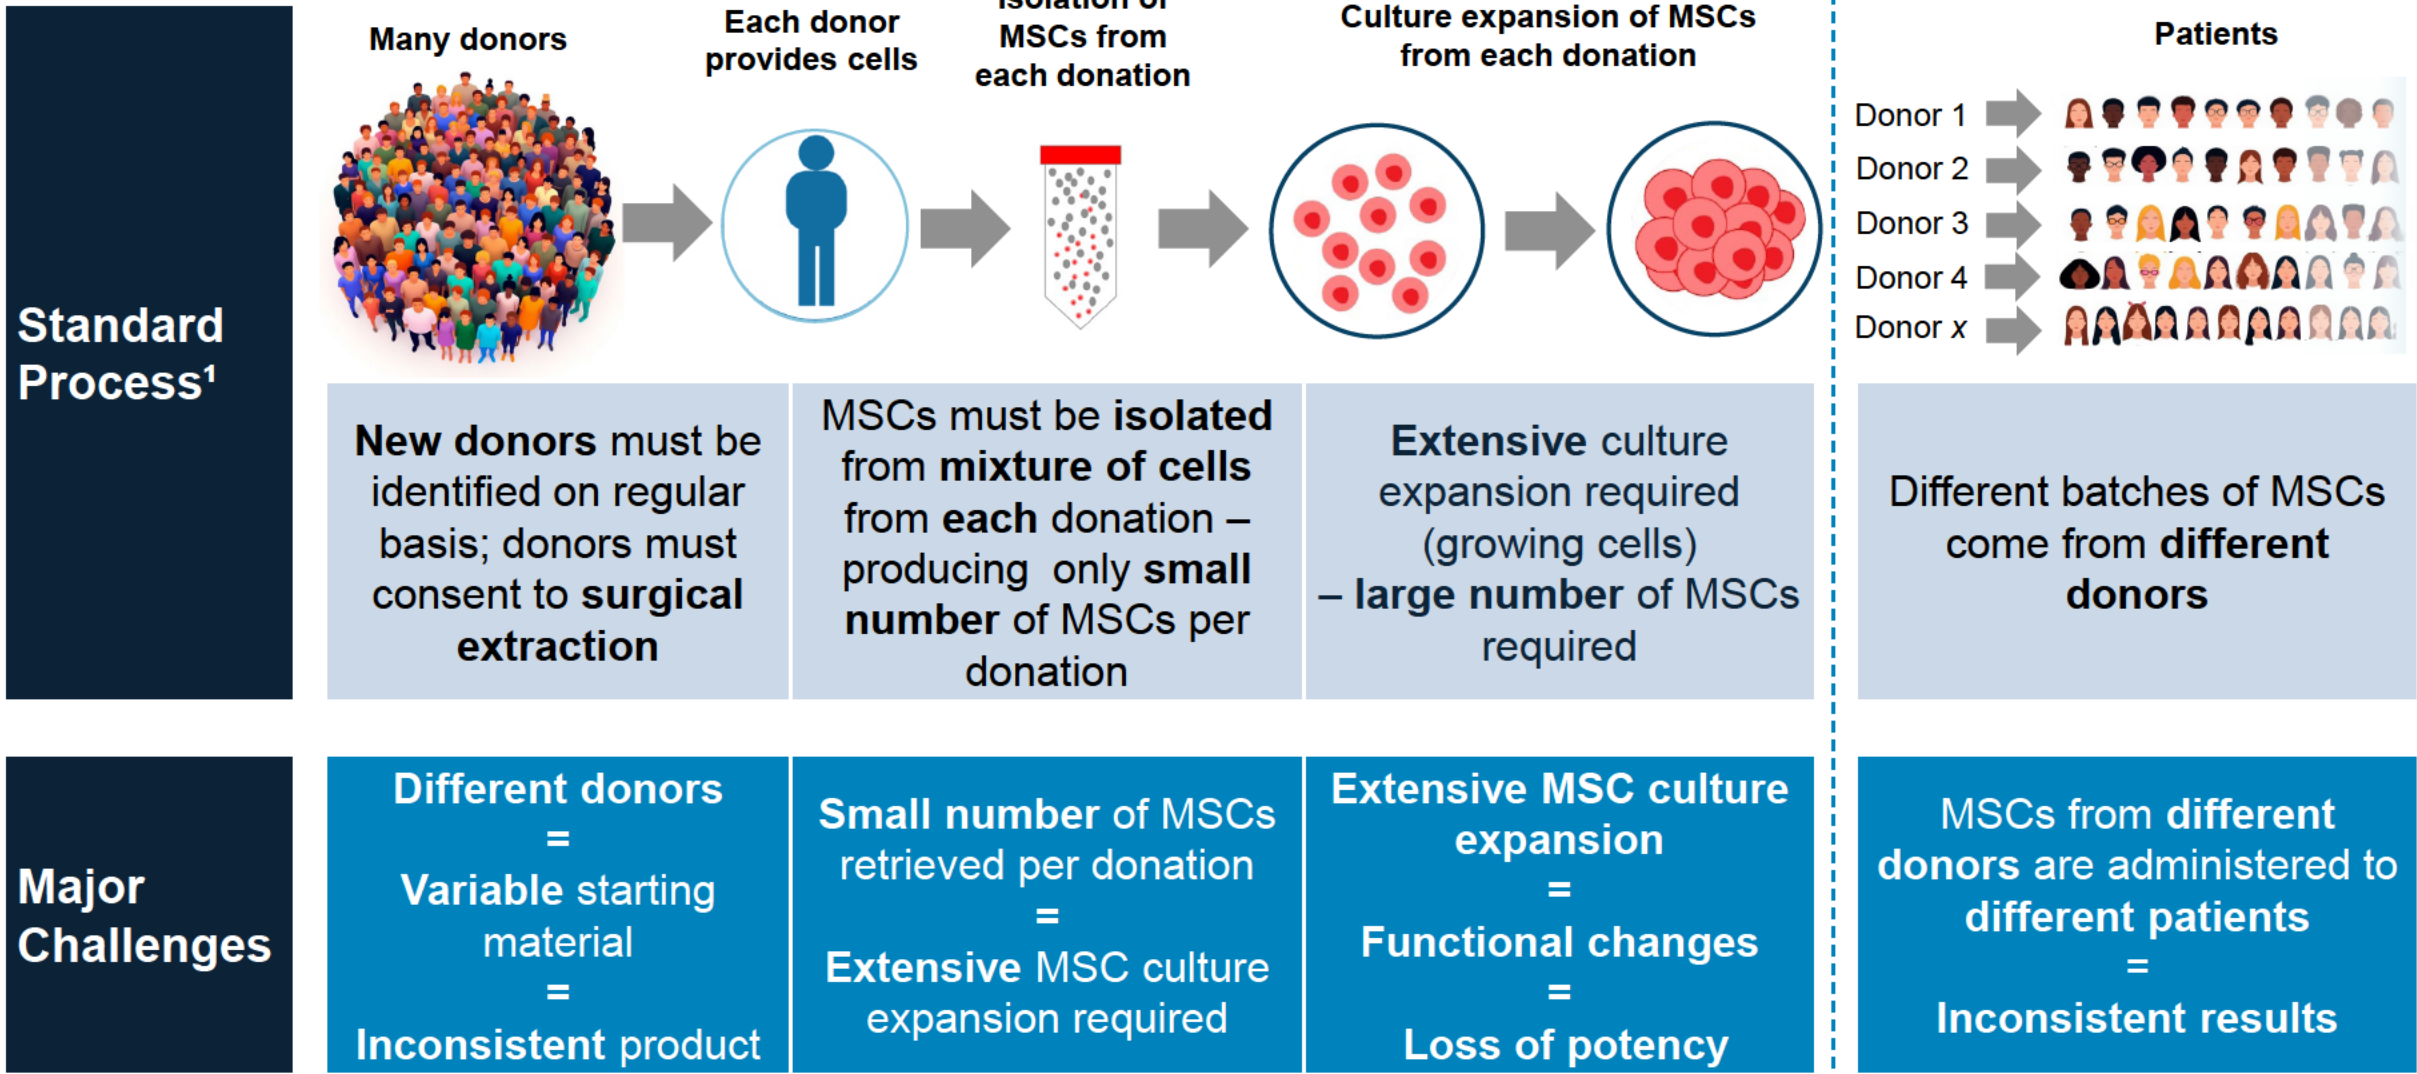 Many donors
Each donor
provides cells
Isolation of
MSCs from
each donation
Culture expansion of MSCs
from each donation
Patients
Donor 1
Donor 2
Donor 3
Donor 4
Donor x
Standard
Process¹
New donors must be
identified on regular
basis; donors must
consent to surgical
extraction
MSCs must be isolated
from mixture of cells
from each donation –
producing only small
number of MSCs per
donation
Extensive culture
expansion required
(growing cells)
– large number of MSCs
required
Different batches of MSCs
come from different
donors
Major
Challenges
Different donors
=
Variable starting
material
=
Inconsistent product
Small number of MSCs
retrieved per donation
=
Extensive MSC culture
expansion required
Extensive MSC culture
expansion
=
Functional changes
=
Loss of potency
MSCs from different
donors are administered to
different patients
=
Inconsistent results